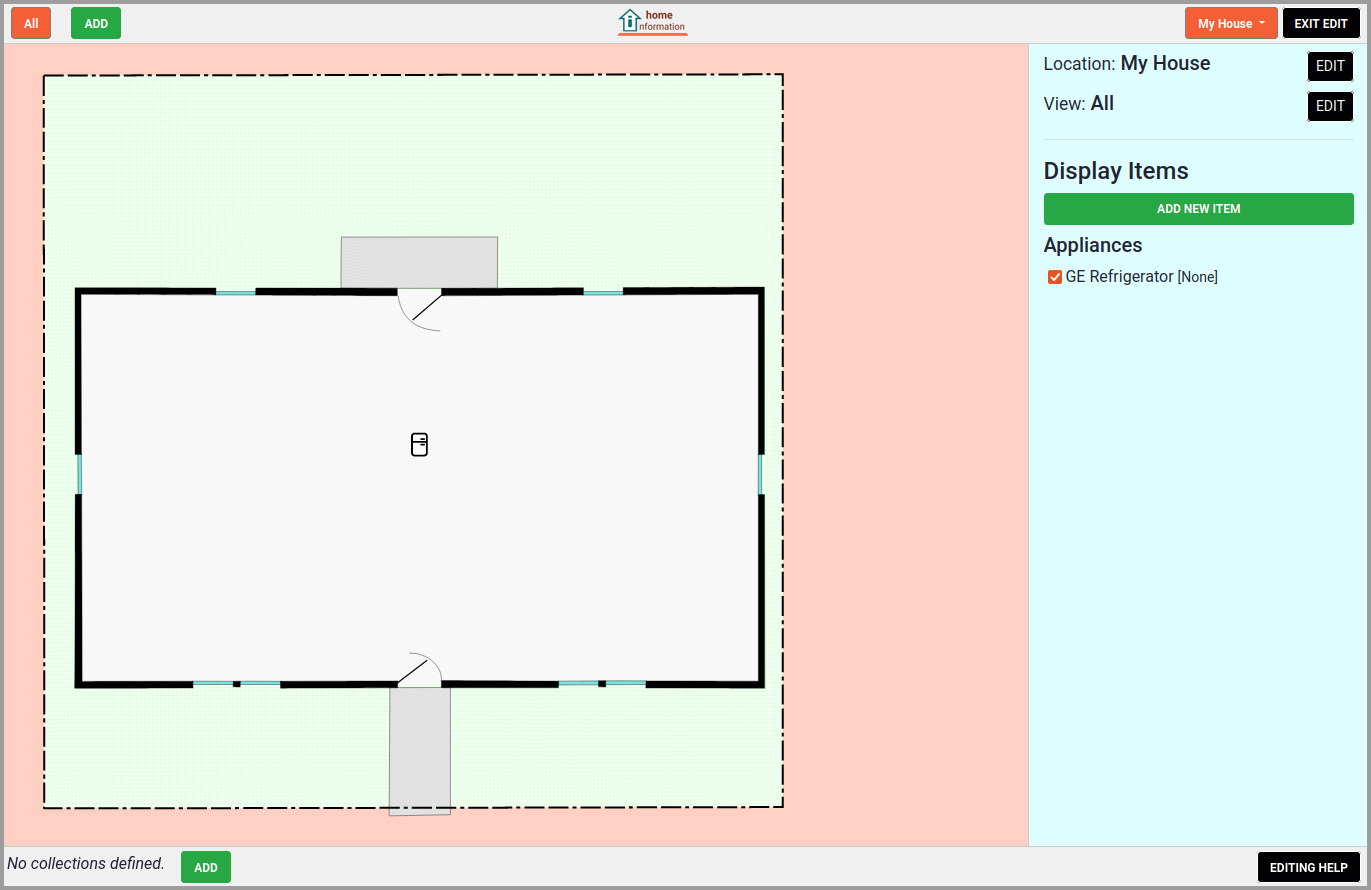 All
ADD
home
information
My House
EXIT EDIT
Location: My House
EDIT
View: All
EDIT
Display Items
ADD NEW ITEM
Appliances
GE Refrigerator [None]
No collections defined.
ADD
EDITING HELP